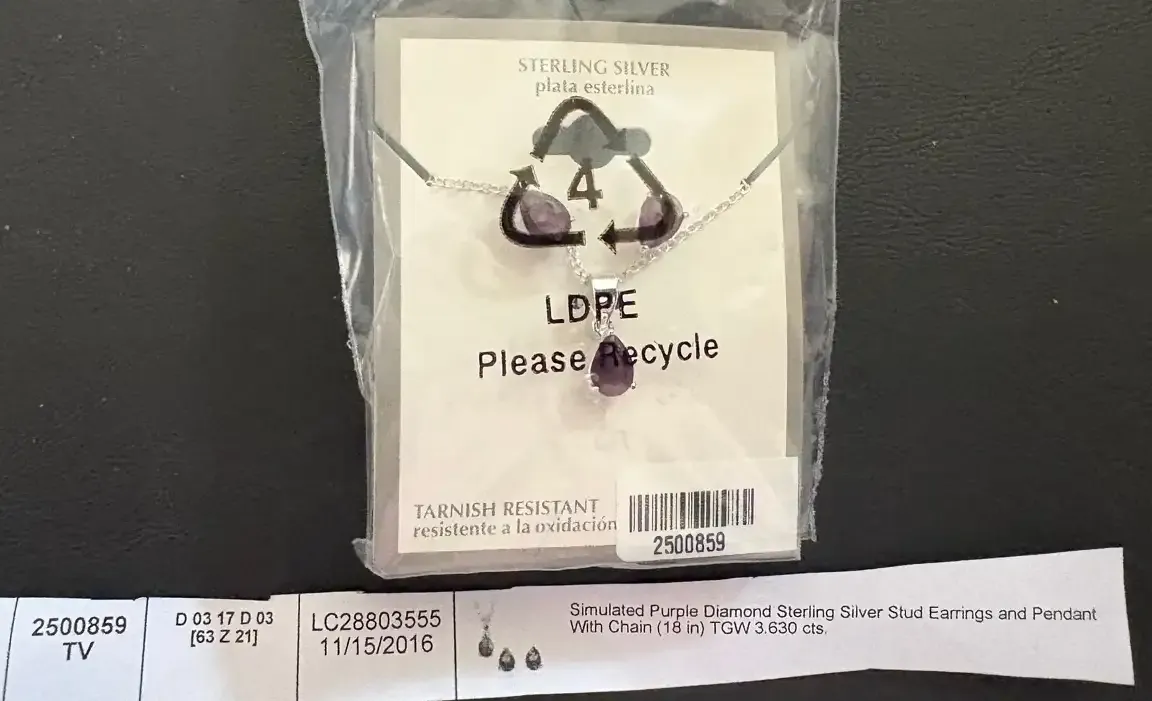 STERLING SILVER
plata esterlina
4
LDPE
Please Recycle
TARNISH RESISTANT
resistente a la oxidación
2500859
2500859
TV
D 03 17 D 03
[63 Z 21]
LC28803555
11/15/2016
Simulated Purple Diamond Sterling Silver Stud Earrings and Pendant
With Chain (18 in) TGW 3.630 cts.